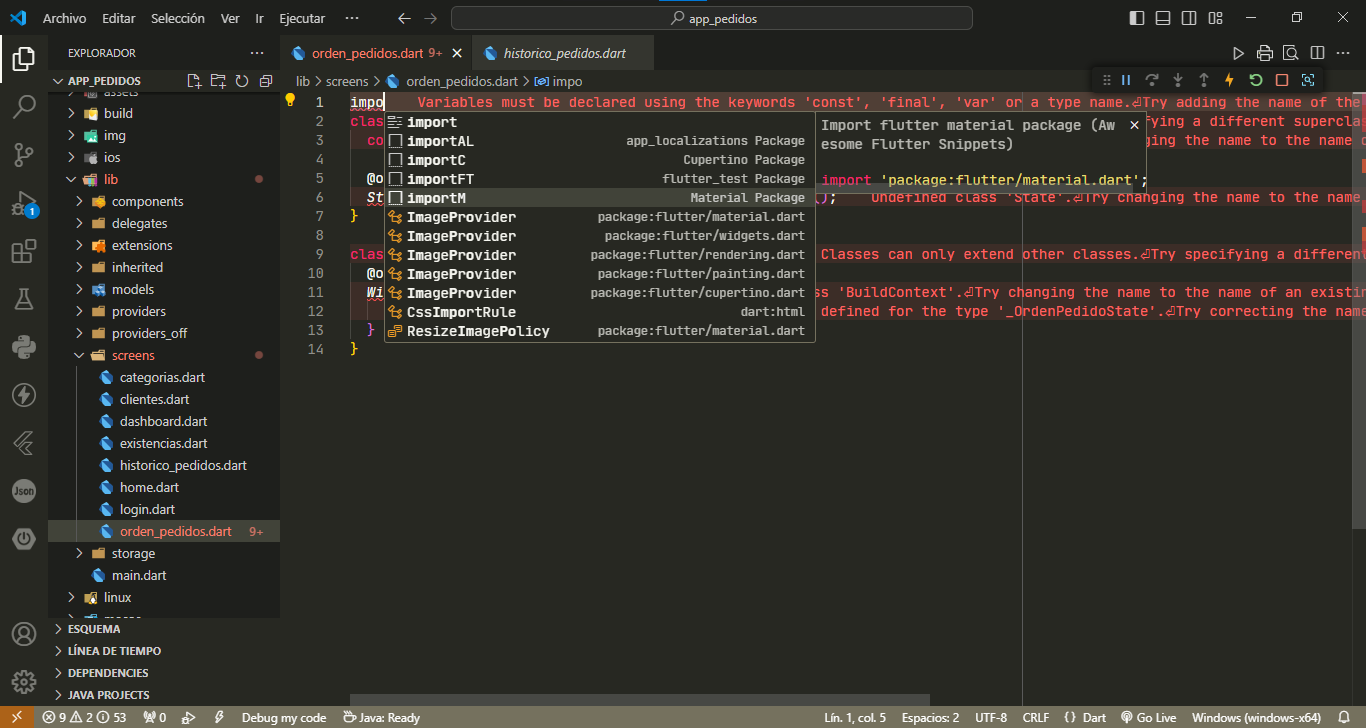 Archivo Editar Selección Ver Ir Ejecutar ··· app_pedidos
EXPLORADOR
orden_pedidos.dart 9+
historico_pedidos.dart
APP_PEDIDOS
lib > screens > orden_pedidos.dart > impo
assets
build
img
ios
lib
components
delegates
extensions
inherited
models
providers
providers_off
screens
categorias.dart
clientes.dart
dashboard.dart
existencias.dart
historico_pedidos.dart
home.dart
login.dart
orden_pedidos.dart 9+
storage
main.dart
linux
ESQUEMA
LÍNEA DE TIEMPO
DEPENDENCIES
JAVA PROJECTS
1 impo Variables must be declared using the keywords 'const', 'final', 'var' or a type name.⏎Try adding the name of the
2 clas
3 co
4
5 @o
6 St (); Undefined class 'State'.⏎Try changing the name to the name
7 }
8
9 clas Classes can only extend other classes.⏎Try specifying a different
10 @o
11 Wi ss 'BuildContext'.⏎Try changing the name to the name of an existin
12 defined for the type '_OrdenPedidoState'.⏎Try correcting the name
13 }
14 }
import
importAL app_localizations Package
importC Cupertino Package
importFT flutter_test Package
importM Material Package
ImageProvider package:flutter/material.dart
ImageProvider package:flutter/widgets.dart
ImageProvider package:flutter/rendering.dart
ImageProvider package:flutter/painting.dart
ImageProvider package:flutter/cupertino.dart
CssImportRule dart:html
ResizeImagePolicy package:flutter/material.dart
Import flutter material package (Aw
esome Flutter Snippets)
import 'package:flutter/material.dart';
fying a different supercla
ging the name to the name
Json
1
9 2 53 0 Debug my code Java: Ready Lín. 1, col. 5 Espacios: 2 UTF-8 CRLF {} Dart Go Live Windows (windows-x64)